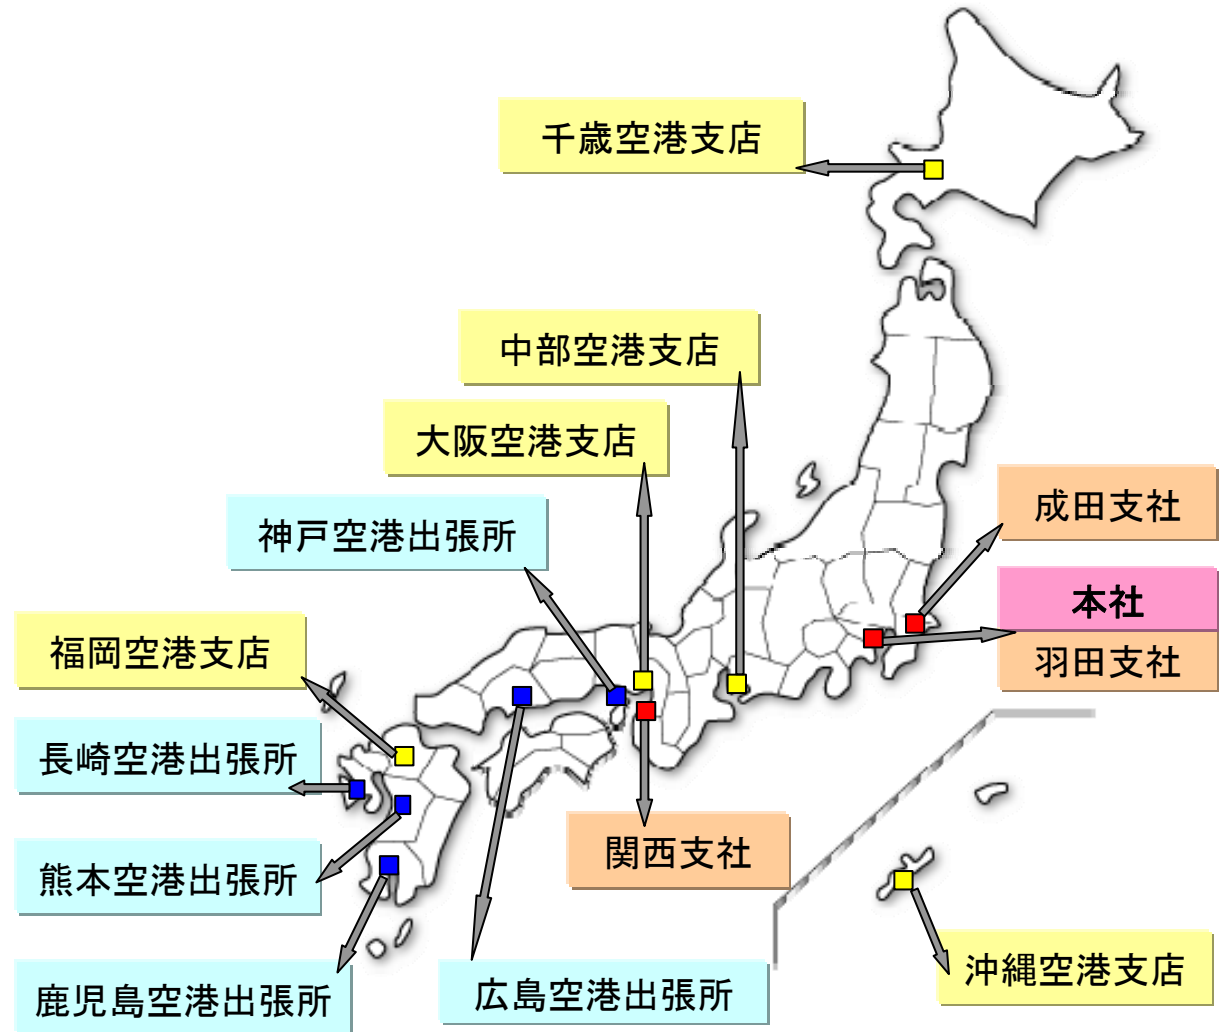 千歳空港支店
中部空港支店
大阪空港支店
成田支社
神戸空港出張所
本社
福岡空港支店
羽田支社
長崎空港出張所
関西支社
熊本空港出張所
沖縄空港支店
鹿児島空港出張所
広島空港出張所